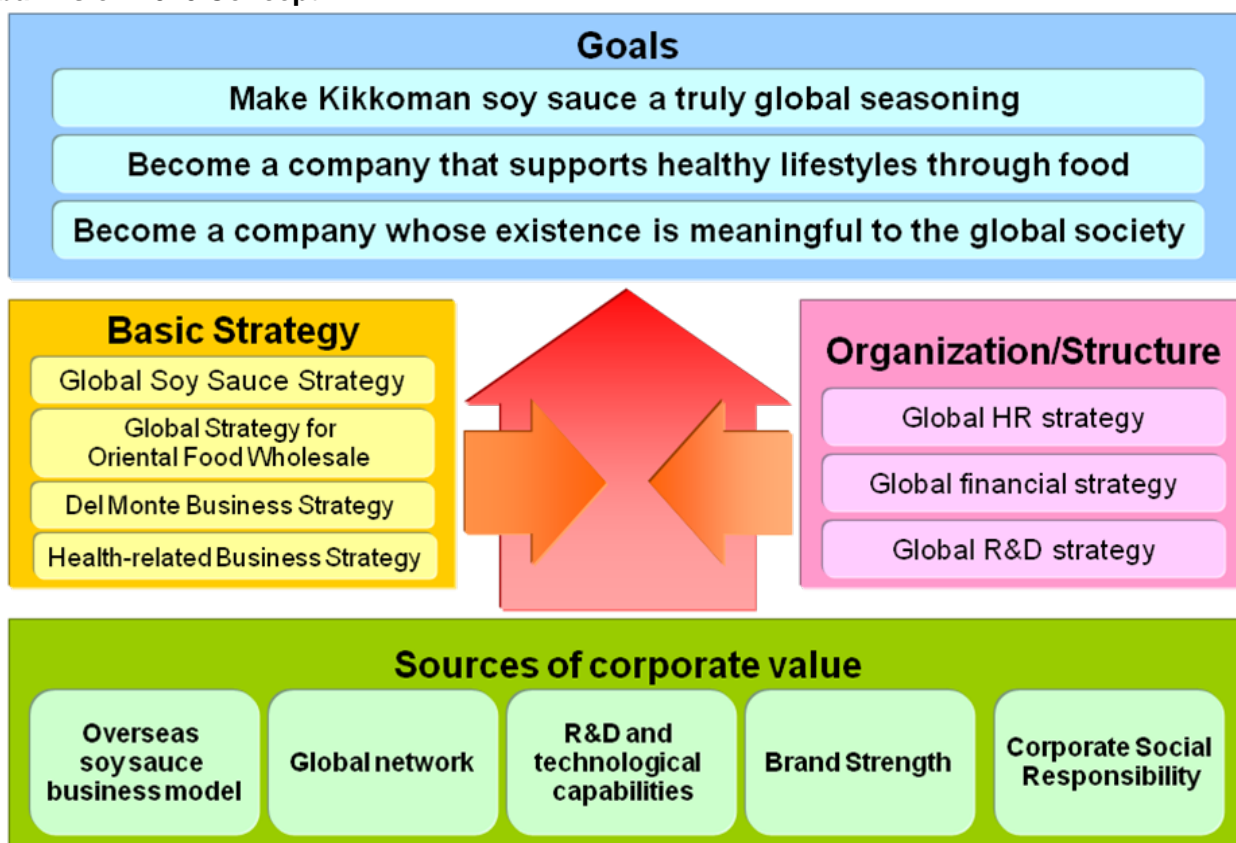 Goals
Make Kikkoman soy sauce a truly global seasoning
Become a company that supports healthy lifestyles through food
Become a company whose existence is meaningful to the global society
Basic Strategy
Global Soy Sauce Strategy
Global Strategy for
Oriental Food Wholesale
Del Monte Business Strategy
Health-related Business Strategy
Organization/Structure
Global HR strategy
Global financial strategy
Global R&D strategy
Sources of corporate value
Overseas
soy sauce
business model
Global network
R&D and
technological
capabilities
Brand Strength
Corporate Social
Responsibility